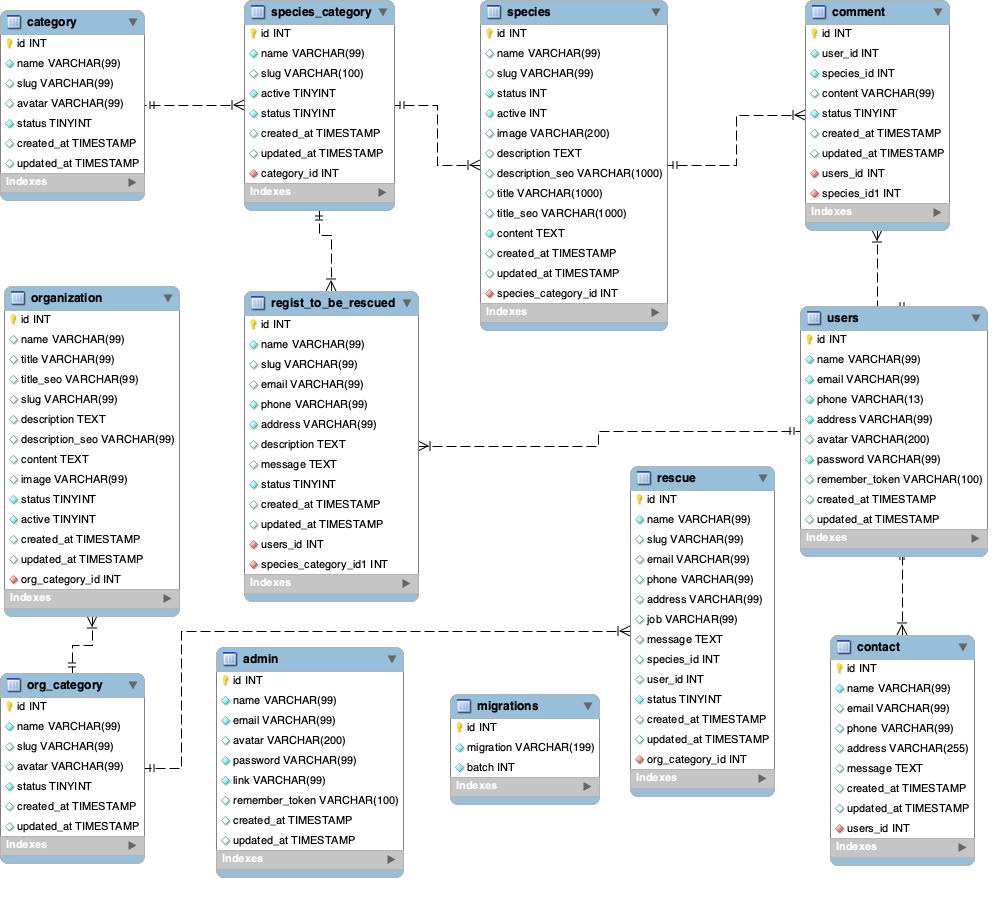 category
id INT
name VARCHAR(99)
slug VARCHAR(99)
avatar VARCHAR(99)
status TINYINT
created_at TIMESTAMP
updated_at TIMESTAMP
Indexes
species_category
id INT
name VARCHAR(99)
slug VARCHAR(100)
active TINYINT
status TINYINT
created_at TIMESTAMP
updated_at TIMESTAMP
category_id INT
Indexes
species
id INT
name VARCHAR(99)
slug VARCHAR(99)
status INT
active INT
image VARCHAR(200)
description TEXT
description_seo VARCHAR(1000)
title VARCHAR(1000)
title_seo VARCHAR(1000)
content TEXT
created_at TIMESTAMP
updated_at TIMESTAMP
species_category_id INT
Indexes
comment
id INT
user_id INT
species_id INT
content VARCHAR(99)
status TINYINT
created_at TIMESTAMP
updated_at TIMESTAMP
users_id INT
species_id1 INT
Indexes
organization
id INT
name VARCHAR(99)
title VARCHAR(99)
title_seo VARCHAR(99)
slug VARCHAR(99)
description TEXT
description_seo VARCHAR(99)
content TEXT
image VARCHAR(99)
status TINYINT
active TINYINT
created_at TIMESTAMP
updated_at TIMESTAMP
org_category_id INT
Indexes
regist_to_be_rescued
id INT
name VARCHAR(99)
slug VARCHAR(99)
email VARCHAR(99)
phone VARCHAR(99)
address VARCHAR(99)
description TEXT
message TEXT
status TINYINT
created_at TIMESTAMP
updated_at TIMESTAMP
users_id INT
species_category_id1 INT
Indexes
users
id INT
name VARCHAR(99)
email VARCHAR(99)
phone VARCHAR(13)
address VARCHAR(99)
avatar VARCHAR(200)
password VARCHAR(99)
remember_token VARCHAR(100)
created_at TIMESTAMP
updated_at TIMESTAMP
Indexes
rescue
id INT
name VARCHAR(99)
slug VARCHAR(99)
email VARCHAR(99)
phone VARCHAR(99)
address VARCHAR(99)
job VARCHAR(99)
message TEXT
species_id INT
user_id INT
status TINYINT
created_at TIMESTAMP
updated_at TIMESTAMP
org_category_id INT
Indexes
org_category
id INT
name VARCHAR(99)
slug VARCHAR(99)
avatar VARCHAR(99)
status TINYINT
created_at TIMESTAMP
updated_at TIMESTAMP
Indexes
admin
id INT
name VARCHAR(99)
email VARCHAR(99)
avatar VARCHAR(200)
password VARCHAR(99)
link VARCHAR(99)
remember_token VARCHAR(100)
created_at TIMESTAMP
updated_at TIMESTAMP
Indexes
migrations
id INT
migration VARCHAR(199)
batch INT
Indexes
contact
id INT
name VARCHAR(99)
email VARCHAR(99)
phone VARCHAR(99)
address VARCHAR(255)
message TEXT
created_at TIMESTAMP
updated_at TIMESTAMP
users_id INT
Indexes